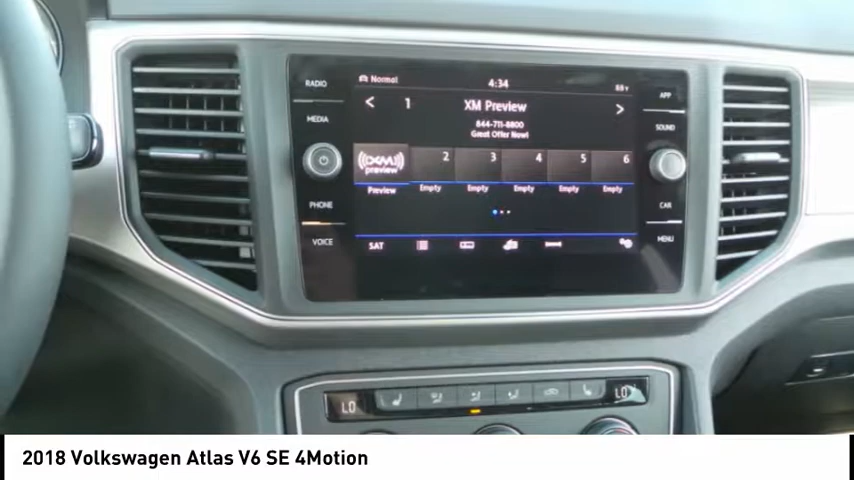 Normal
4:34
RADIO
APP
MEDIA
< 1 XM Preview >
844-711-8800
Great Offer Now!
SOUND
((XM)) preview
2 3 4 5 6
Preview Empty Empty Empty Empty Empty
PHONE
CAR
VOICE
SAT
MENU
LO
LO
2018 Volkswagen Atlas V6 SE 4Motion